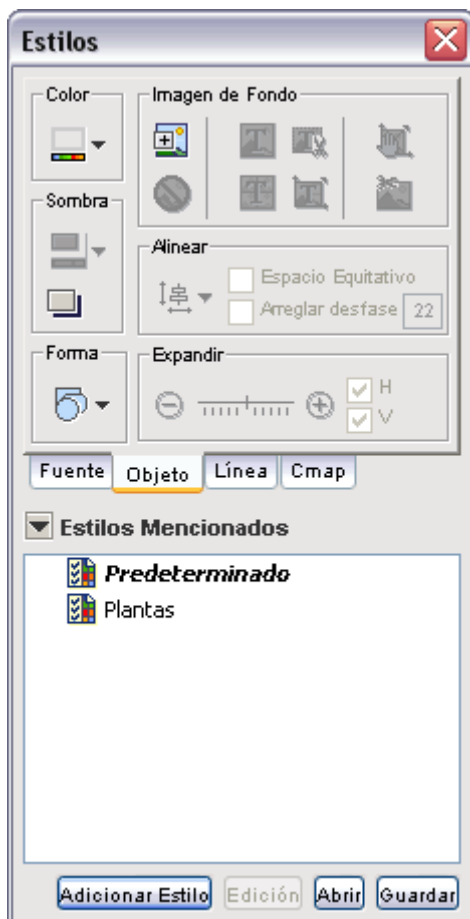 Estilos
Color
Imagen de Fondo
Sombra
Alinear
Espacio Equitativo
Arreglar desfase 22
Forma
Expandir
H
V
Fuente Objeto Línea Cmap
Estilos Mencionados
Predeterminado
Plantas
Adicionar Estilo Edición Abrir Guardar